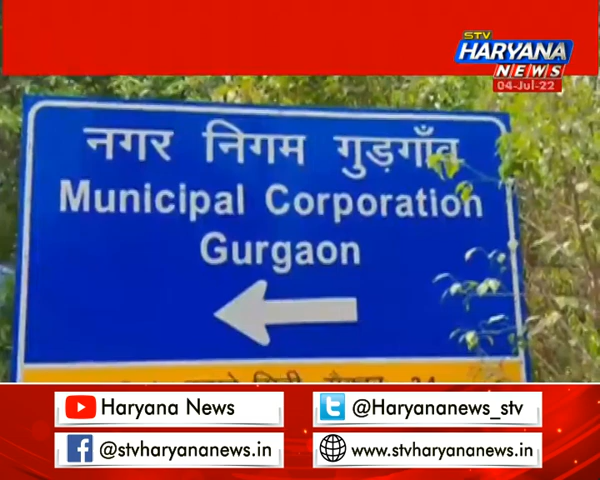 STV
HARYANA
NEWS
04-Jul-22
नगर निगम गुड़गाँव
Municipal Corporation
Gurgaon
34
Haryana News
@Haryananews_stv
@stvharyananews.in
www.stvharyananews.in